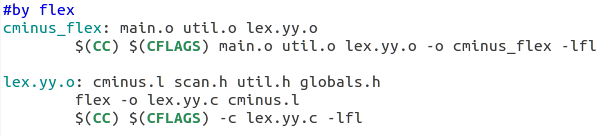 #by flex
cminus_flex: main.o util.o lex.yy.o
$(CC) $(CFLAGS) main.o util.o lex.yy.o -o cminus_flex -lfl
lex.yy.o: cminus.l scan.h util.h globals.h
flex -o lex.yy.c cminus.l
$(CC) $(CFLAGS) -c lex.yy.c -lfl